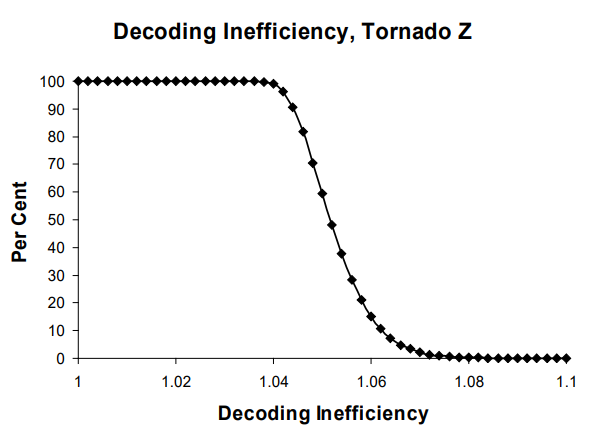 Decoding Inefficiency, Tornado Z
100
90
80
70
60
50
40
30
20
10
0
Per Cent
1 1.02 1.04 1.06 1.08 1.1
Decoding Inefficiency